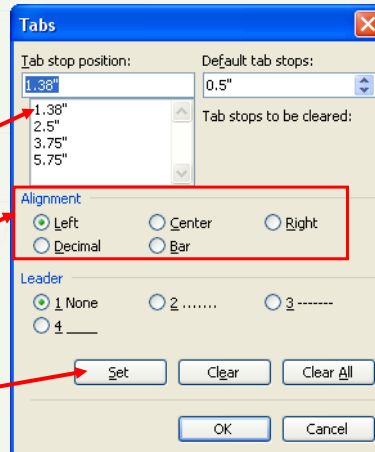 Tabs
Tab stop position:
Default tab stops:
1.38"
0.5"
1.38"
2.5"
3.75"
5.75"
Tab stops to be cleared:
Alignment
Left Center Right
Decimal Bar
Leader
1 None 2 ....... 3 -------
4 ___
Set Clear Clear All
OK Cancel